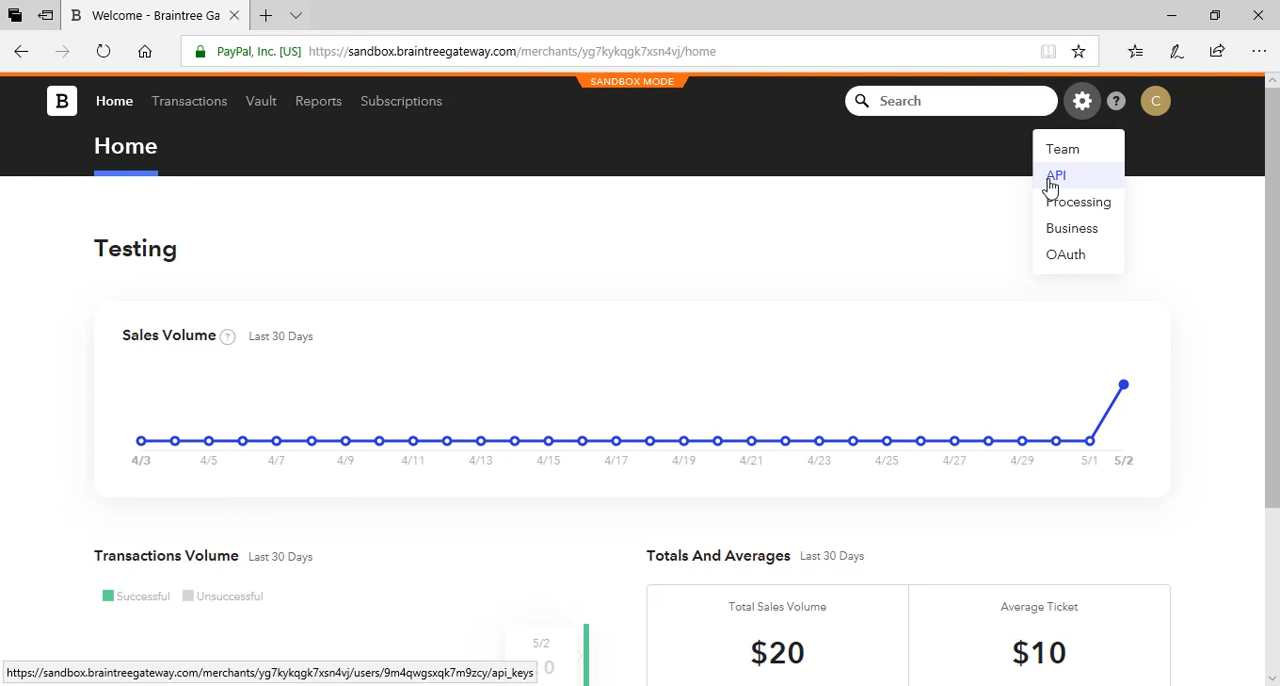 Welcome - Braintree Ga
PayPal, Inc. [US] https://sandbox.braintreegateway.com/merchants/yg7kykqgk7xsn4vj/home
SANDBOX MODE
B Home Transactions Vault Reports Subscriptions Search ? C
Home
Team
API
Processing
Business
OAuth
Testing
Sales Volume ? Last 30 Days
4/3 4/5 4/7 4/9 4/11 4/13 4/15 4/17 4/19 4/21 4/23 4/25 4/27 4/29 5/1 5/2
Transactions Volume Last 30 Days
Successful Unsuccessful
5/2
0
Totals And Averages Last 30 Days
Total Sales Volume Average Ticket
$20 $10
https://sandbox.braintreegateway.com/merchants/yg7kykqgk7xsn4vj/users/9m4qwgsxqk7m9zcy/api_keys